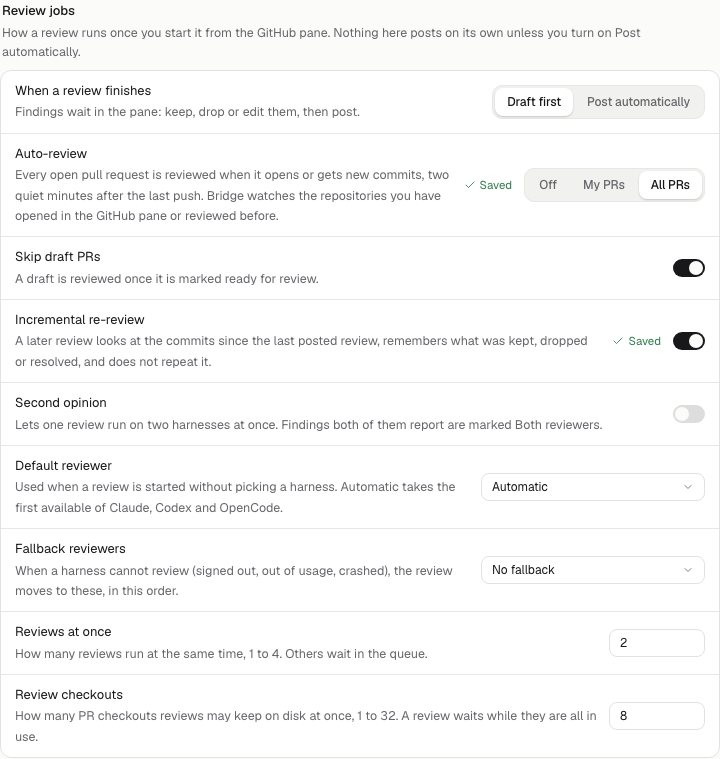 Review jobs
How a review runs once you start it from the GitHub pane. Nothing here posts on its own unless you turn on Post
automatically.
When a review finishes
Findings wait in the pane: keep, drop or edit them, then post.
Draft first
Post automatically
Auto-review
Every open pull request is reviewed when it opens or gets new commits, two
quiet minutes after the last push. Bridge watches the repositories you have
opened in the GitHub pane or reviewed before.
Saved
Off
My PRs
All PRs
Skip draft PRs
A draft is reviewed once it is marked ready for review.
Incremental re-review
A later review looks at the commits since the last posted review, remembers what was kept, dropped
or resolved, and does not repeat it.
Saved
Second opinion
Lets one review run on two harnesses at once. Findings both of them report are marked Both reviewers.
Default reviewer
Used when a review is started without picking a harness. Automatic takes the
first available of Claude, Codex and OpenCode.
Automatic
Fallback reviewers
When a harness cannot review (signed out, out of usage, crashed), the review
moves to these, in this order.
No fallback
Reviews at once
How many reviews run at the same time, 1 to 4. Others wait in the queue.
2
Review checkouts
How many PR checkouts reviews may keep on disk at once, 1 to 32. A review waits while they are all in
use.
8